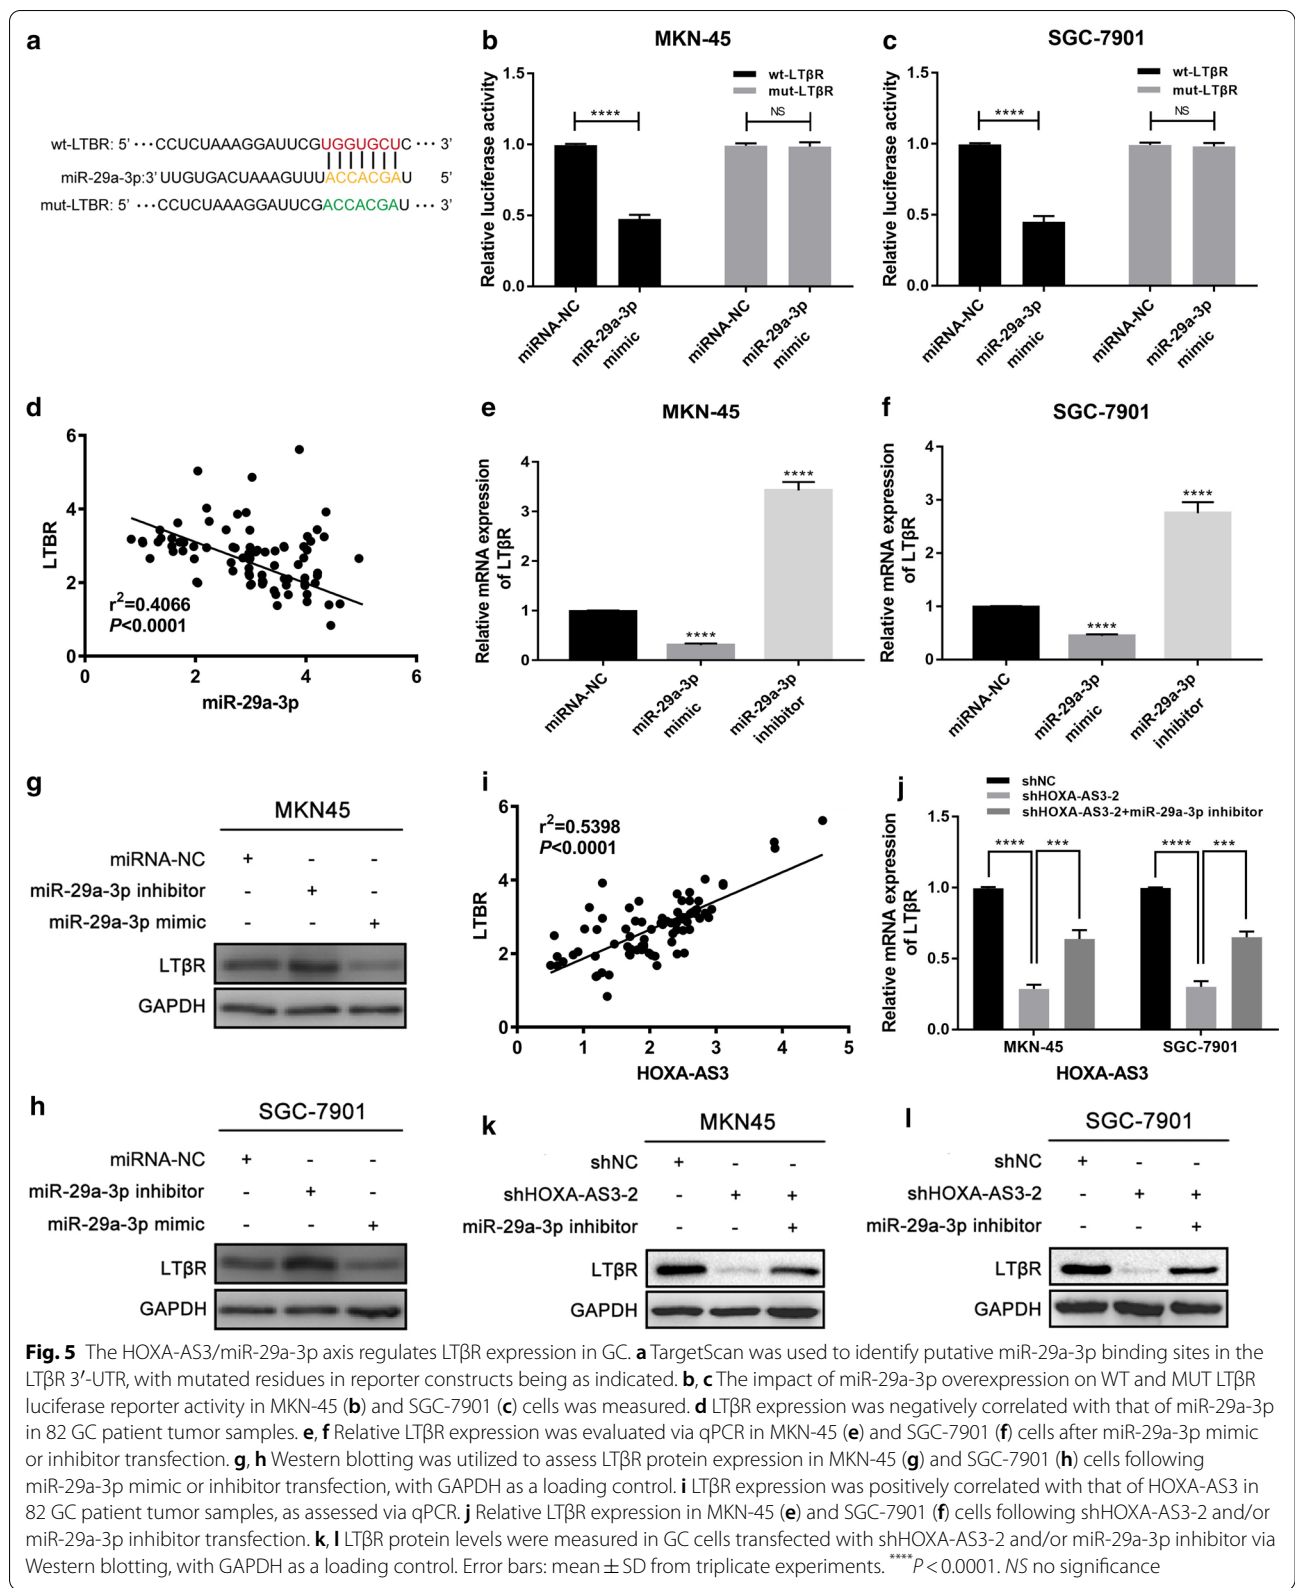 a
wt-LTBR: 5' ···CCUCUAAAGGAUUCGUGGUGCUC··· 3'
miR-29a-3p:3' UUGUGACUAAAGUUUACCACGAU 5'
mut-LTBR: 5' ···CCUCUAAAGGAUUCGACCACGAU ··· 3'
b
MKN-45
wt-LTβR
mut-LTβR
Relative luciferase activity
1.5
1.0
0.5
0.0
****
NS
miRNA-NC
miR-29a-3p
mimic
miRNA-NC
miR-29a-3p
mimic
c
SGC-7901
wt-LTβR
mut-LTβR
Relative luciferase activity
1.5
1.0
0.5
0.0
****
NS
miRNA-NC
miR-29a-3p
mimic
miRNA-NC
miR-29a-3p
mimic
d
LTBR
6
4
2
0
r²=0.4066
P<0.0001
0 2 4 6
miR-29a-3p
e
MKN-45
Relative mRNA expression
of LTβR
4
3
2
1
0
****
****
miRNA-NC
miR-29a-3p
mimic
miR-29a-3p
inhibitor
f
SGC-7901
Relative mRNA expression
of LTβR
4
3
2
1
0
****
****
miRNA-NC
miR-29a-3p
mimic
miR-29a-3p
inhibitor
g
MKN45
miRNA-NC + - -
miR-29a-3p inhibitor - + -
miR-29a-3p mimic - - +
LTβR
GAPDH
i
LTBR
6
4
2
0
r²=0.5398
P<0.0001
0 1 2 3 4 5
HOXA-AS3
j
shNC
shHOXA-AS3-2
shHOXA-AS3-2+miR-29a-3p inhibitor
Relative mRNA expression
of LTβR
1.5
1.0
0.5
0.0
**** *** **** ***
MKN-45 SGC-7901
HOXA-AS3
h
SGC-7901
miRNA-NC + - -
miR-29a-3p inhibitor - + -
miR-29a-3p mimic - - +
LTβR
GAPDH
k
MKN45
shNC + - -
shHOXA-AS3-2 - + +
miR-29a-3p inhibitor - - +
LTβR
GAPDH
l
SGC-7901
shNC + - -
shHOXA-AS3-2 - + +
miR-29a-3p inhibitor - - +
LTβR
GAPDH
Fig. 5 The HOXA-AS3/miR-29a-3p axis regulates LTβR expression in GC. a TargetScan was used to identify putative miR-29a-3p binding sites in the
LTβR 3′-UTR, with mutated residues in reporter constructs being as indicated. b, c The impact of miR-29a-3p overexpression on WT and MUT LTβR
luciferase reporter activity in MKN-45 (b) and SGC-7901 (c) cells was measured. d LTβR expression was negatively correlated with that of miR-29a-3p
in 82 GC patient tumor samples. e, f Relative LTβR expression was evaluated via qPCR in MKN-45 (e) and SGC-7901 (f) cells after miR-29a-3p mimic
or inhibitor transfection. g, h Western blotting was utilized to assess LTβR protein expression in MKN-45 (g) and SGC-7901 (h) cells following
miR-29a-3p mimic or inhibitor transfection, with GAPDH as a loading control. i LTβR expression was positively correlated with that of HOXA-AS3 in
82 GC patient tumor samples, as assessed via qPCR. j Relative LTβR expression in MKN-45 (e) and SGC-7901 (f) cells following shHOXA-AS3-2 and/or
miR-29a-3p inhibitor transfection. k, l LTβR protein levels were measured in GC cells transfected with shHOXA-AS3-2 and/or miR-29a-3p inhibitor via
Western blotting, with GAPDH as a loading control. Error bars: mean ± SD from triplicate experiments. ****P < 0.0001. NS no significance